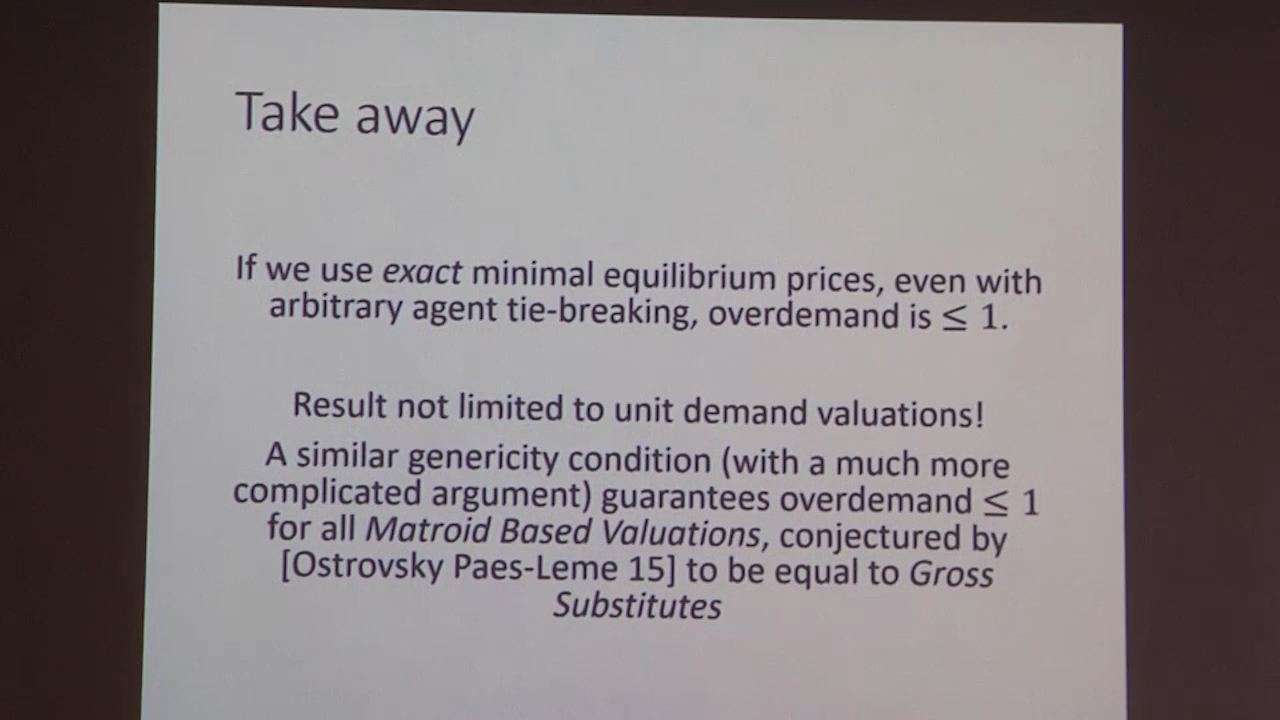 Take away
If we use exact minimal equilibrium prices, even with
arbitrary agent tie-breaking, overdemand is ≤ 1.
Result not limited to unit demand valuations!
A similar genericity condition (with a much more
complicated argument) guarantees overdemand ≤ 1
for all Matroid Based Valuations, conjectured by
[Ostrovsky Paes-Leme 15] to be equal to Gross
Substitutes